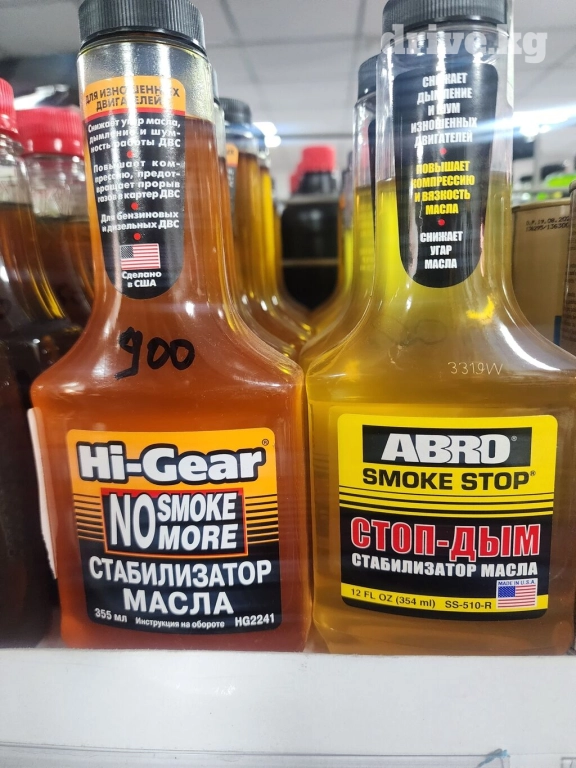 drive.kg
ДЛЯ ИЗНОШЕННЫХ
ДВИГАТЕЛЕЙ
Снижает угар масла,
дымление и шум-
ность работы ДВС
Повышает ком-
прессию, предот-
вращает прорыв
газов в картер ДВС
Для бензиновых
и дизельных ДВС
Сделано
в США
900
Hi-Gear®
NO SMOKE
MORE
СТАБИЛИЗАТОР
МАСЛА
355 мл Инструкция на обороте HG2241
СНИЖАЕТ
ДЫМЛЕНИЕ
И ШУМ
ИЗНОШЕННЫХ
ДВИГАТЕЛЕЙ
ПОВЫШАЕТ
КОМПРЕССИЮ
И ВЯЗКОСТЬ
МАСЛА
СНИЖАЕТ
УГАР
МАСЛА
3319W
ABRO®
SMOKE STOP®
СТОП-ДЫМ
СТАБИЛИЗАТОР МАСЛА
MADE IN U.S.A.
12 FL OZ (354 ml) SS-510-R